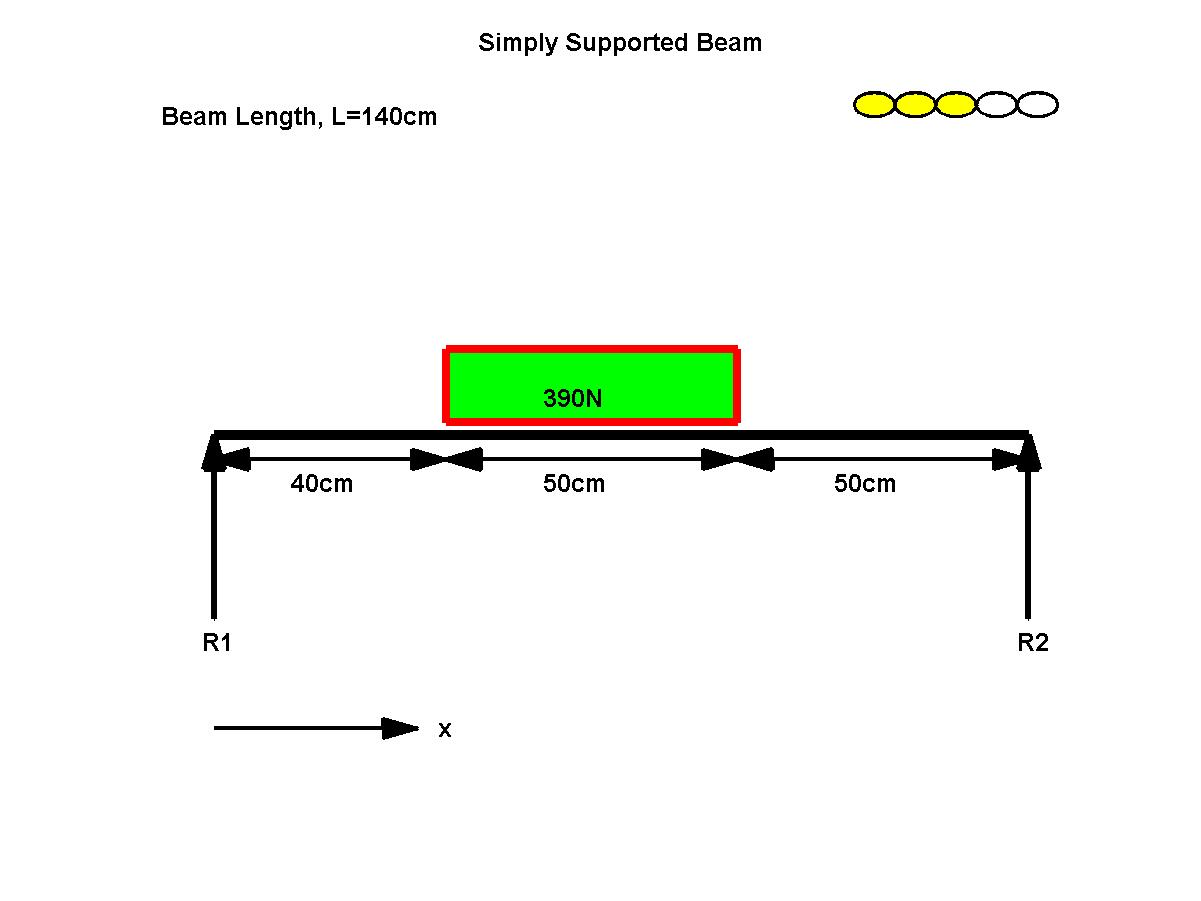 Simply Supported Beam
Beam Length, L=140cm
390N
40cm
50cm
50cm
R1
R2
x